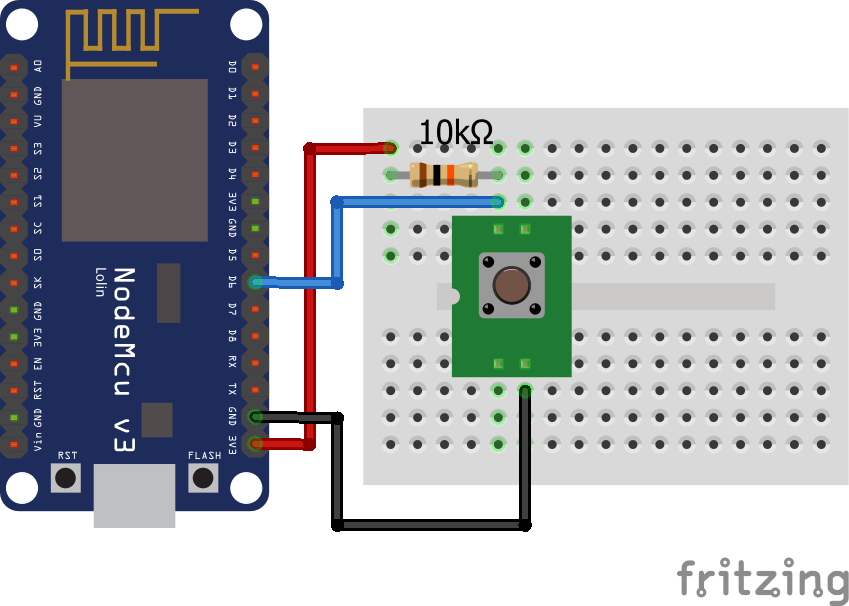 A0
GND
VU
S3
S2
S1
SC
S0
SK
GND
3V3
EN
RST
GND
Vin
D0
D1
D2
D3
D4
3V3
GND
D5
D6
D7
D8
RX
TX
GND
3V3
NodeMcu v3
Lolin
RST
FLASH
10kΩ
fritzing